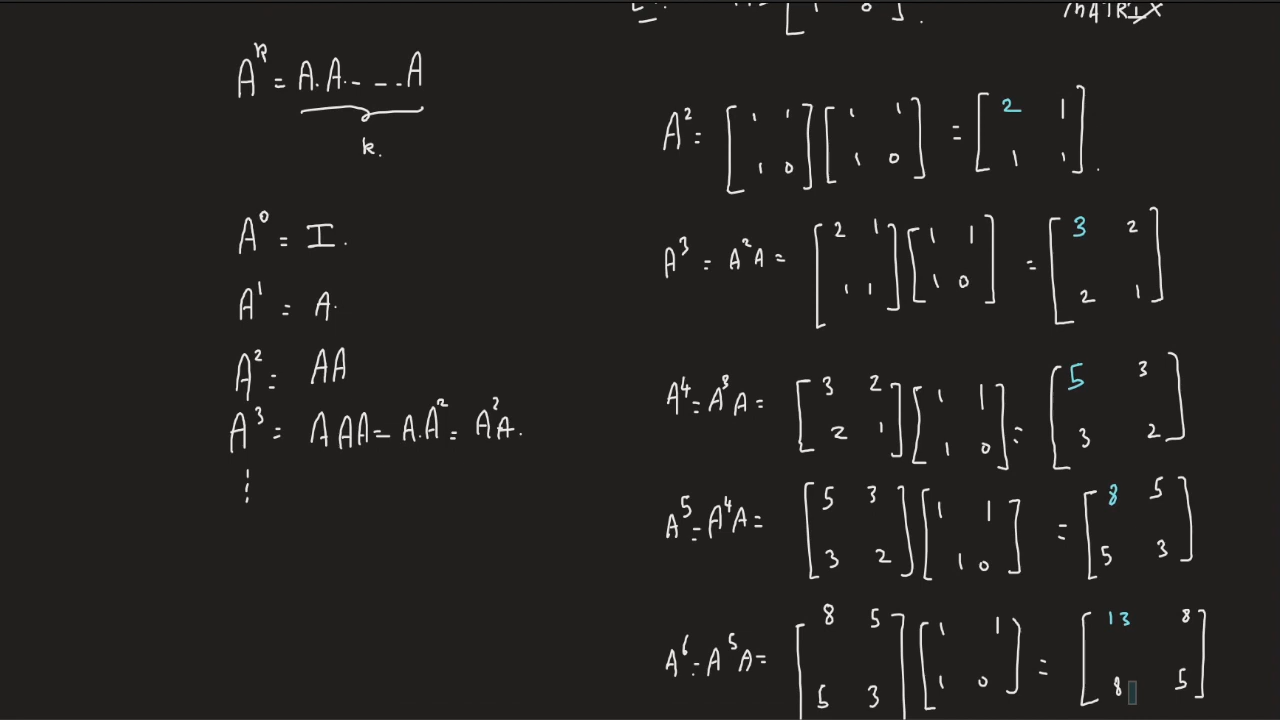 MATRIX
[ 1 0 ].
A^k = A.A. - - .A
k.
A^0 = I.
A^1 = A.
A^2 = AA
A^3 = AAA = A.A^2 = A^2A.
A^2 = [1 1; 1 0] [1 1; 1 0] = [2 1; 1 1].
A^3 = A^2A = [2 1; 1 1] [1 1; 1 0] = [3 2; 2 1]
A^4 = A^3A = [3 2; 2 1] [1 1; 1 0] = [5 3; 3 2]
A^5 = A^4A = [5 3; 3 2] [1 1; 1 0] = [8 5; 5 3]
A^6 = A^5A = [8 5; 5 3] [1 1; 1 0] = [13 8; 8 5]